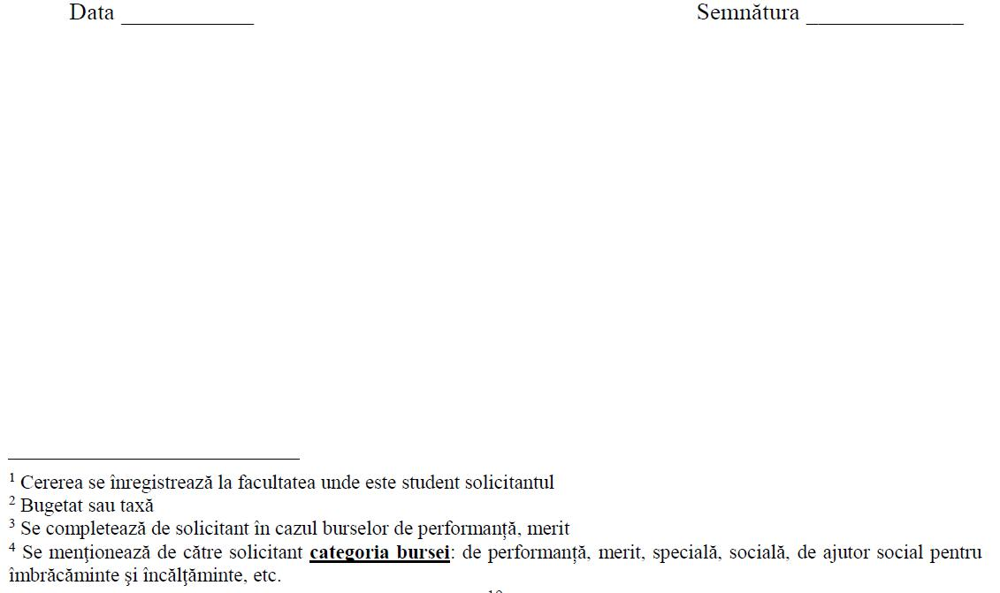 Data ___________ Semnătura _____________
1 Cererea se înregistrează la facultatea unde este student solicitantul
2 Bugetat sau taxă
3 Se completează de solicitant în cazul burselor de performanță, merit
4 Se menţionează de către solicitant categoria bursei: de performanță, merit, specială, socială, de ajutor social pentru
îmbrăcăminte şi încălţăminte, etc.